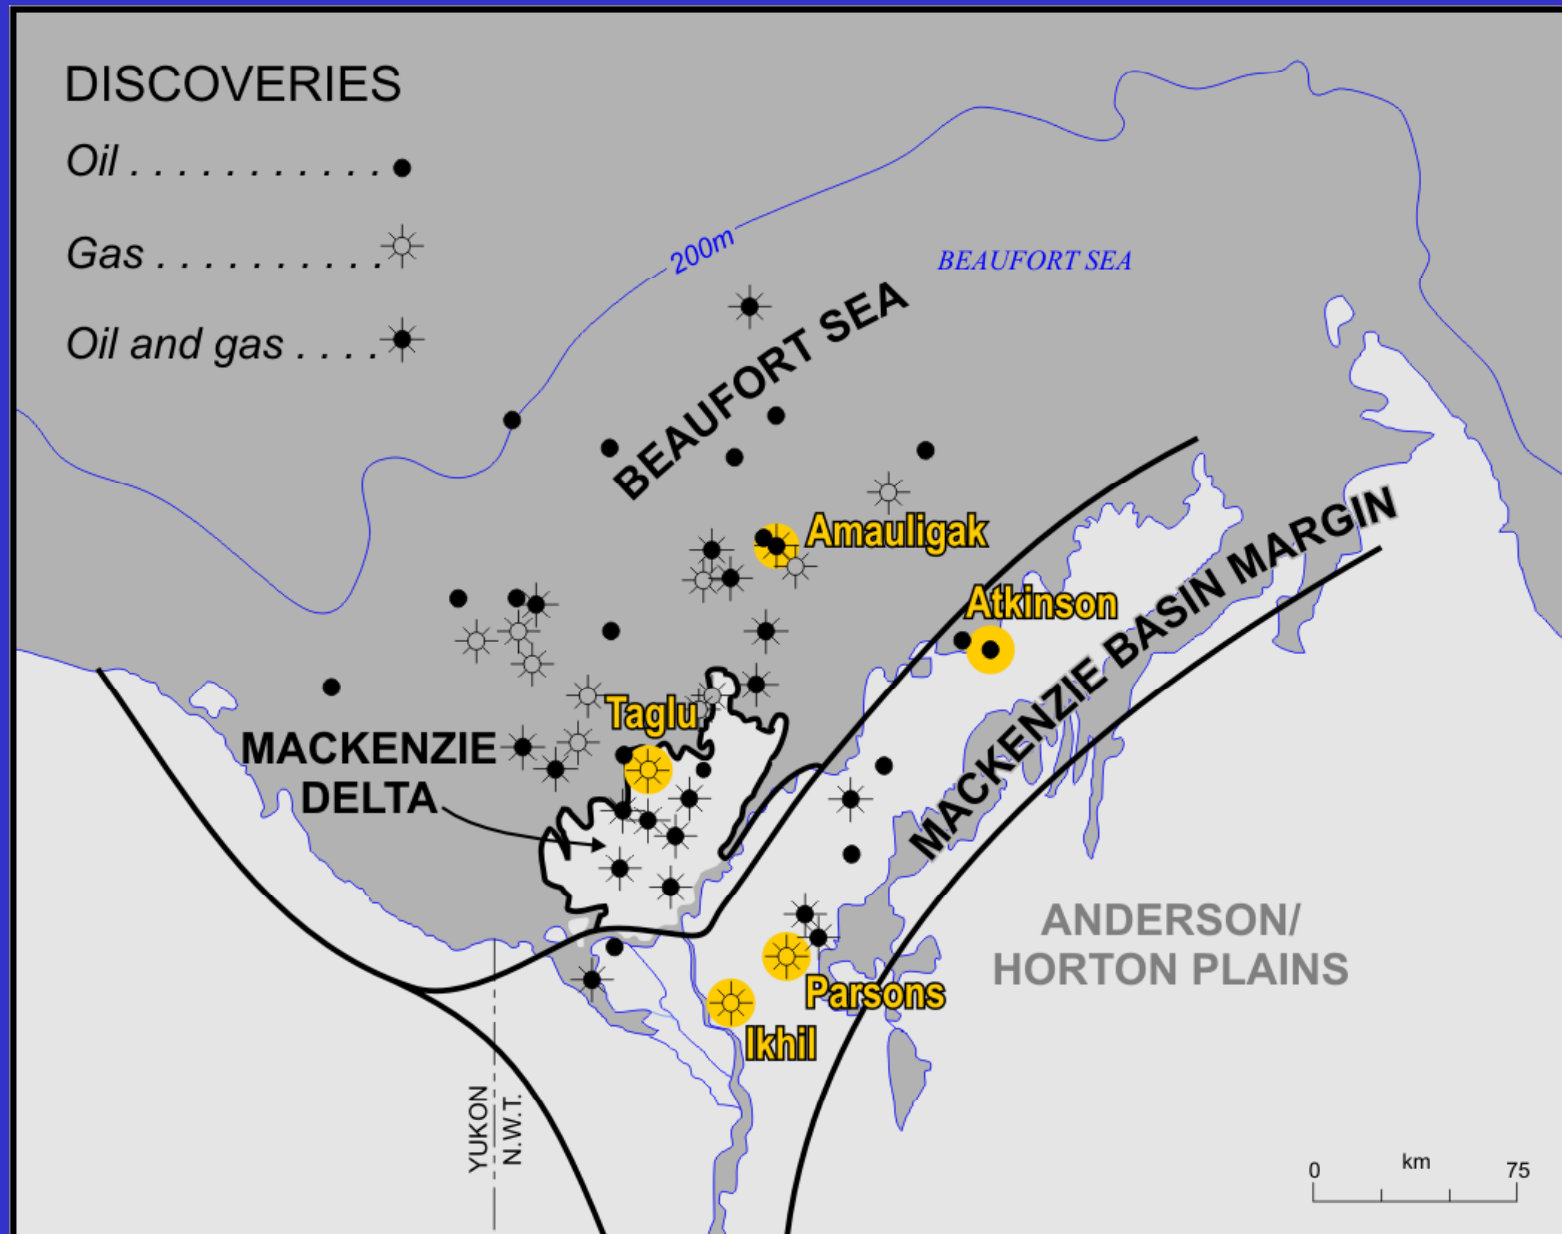 DISCOVERIES
Oil . . . . . . . . . . .
Gas . . . . . . . . . .
Oil and gas . . . .
200m
BEAUFORT SEA
BEAUFORT SEA
Amauligak
Atkinson
MACKENZIE BASIN MARGIN
Taglu
MACKENZIE
DELTA
ANDERSON/
HORTON PLAINS
Parsons
Ikhil
YUKON
N.W.T.
0 km 75